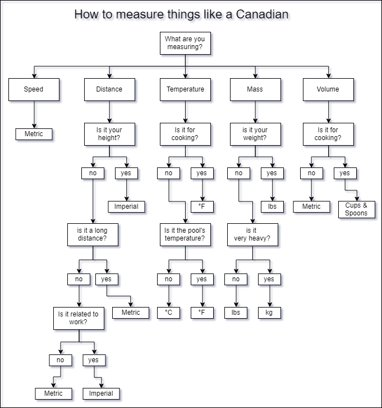 How to measure things like a Canadian
What are you
measuring?
Speed
Distance
Temperature
Mass
Volume
Metric
Is it your
height?
Is it for
cooking?
is it your
weight?
Is it for
cooking?
no
yes
no
yes
no
yes
no
yes
Imperial
°F
lbs
Metric
Cups &
Spoons
is it a long
distance?
Is it the pool's
temperature?
is it
very heavy?
no
yes
no
yes
no
yes
Is it related to
work?
Metric
°C
°F
lbs
kg
no
yes
Metric
Imperial